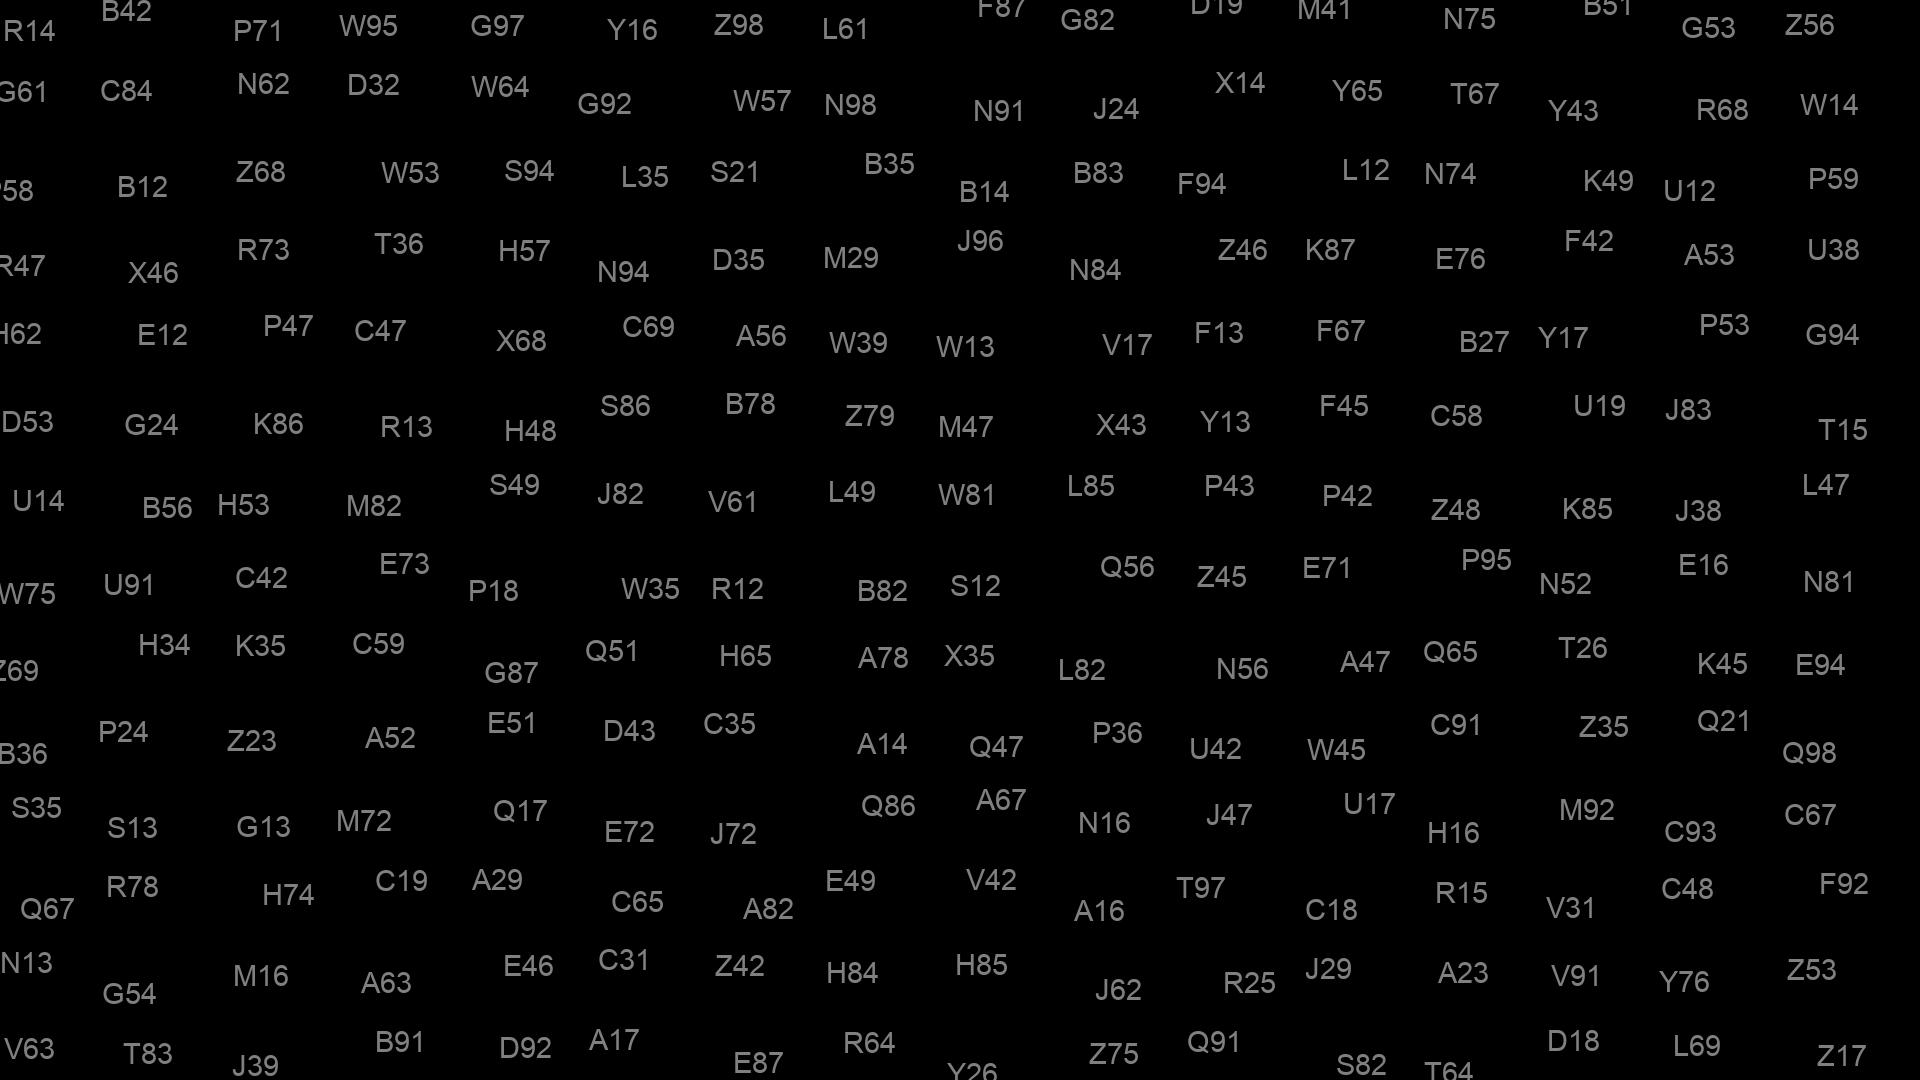 R14 B42 P71 W95 G97 Y16 Z98 L61 F87 G82 D19 M41 N75 B51 G53 Z56
G61 C84 N62 D32 W64 G92 W57 N98 N91 J24 X14 Y65 T67 Y43 R68 W14
58 B12 Z68 W53 S94 L35 S21 B35 B14 B83 F94 L12 N74 K49 U12 P59
R47 X46 R73 T36 H57 N94 D35 M29 J96 N84 Z46 K87 E76 F42 A53 U38
H62 E12 P47 C47 X68 C69 A56 W39 W13 V17 F13 F67 B27 Y17 P53 G94
D53 G24 K86 R13 H48 S86 B78 Z79 M47 X43 Y13 F45 C58 U19 J83 T15
U14 B56 H53 M82 S49 J82 V61 L49 W81 L85 P43 P42 Z48 K85 J38 L47
W75 U91 C42 E73 P18 W35 R12 B82 S12 Q56 Z45 E71 P95 N52 E16 N81
Z69 H34 K35 C59 G87 Q51 H65 A78 X35 L82 N56 A47 Q65 T26 K45 E94
B36 P24 Z23 A52 E51 D43 C35 A14 Q47 P36 U42 W45 C91 Z35 Q21 Q98
S35 S13 G13 M72 Q17 E72 J72 Q86 A67 N16 J47 U17 H16 M92 C93 C67
Q67 R78 H74 C19 A29 C65 A82 E49 V42 A16 T97 C18 R15 V31 C48 F92
N13 G54 M16 A63 E46 C31 Z42 H84 H85 J62 R25 J29 A23 V91 Y76 Z53
V63 T83 J39 B91 D92 A17 E87 R64 Y26 Z75 Q91 S82 T64 D18 L69 Z17